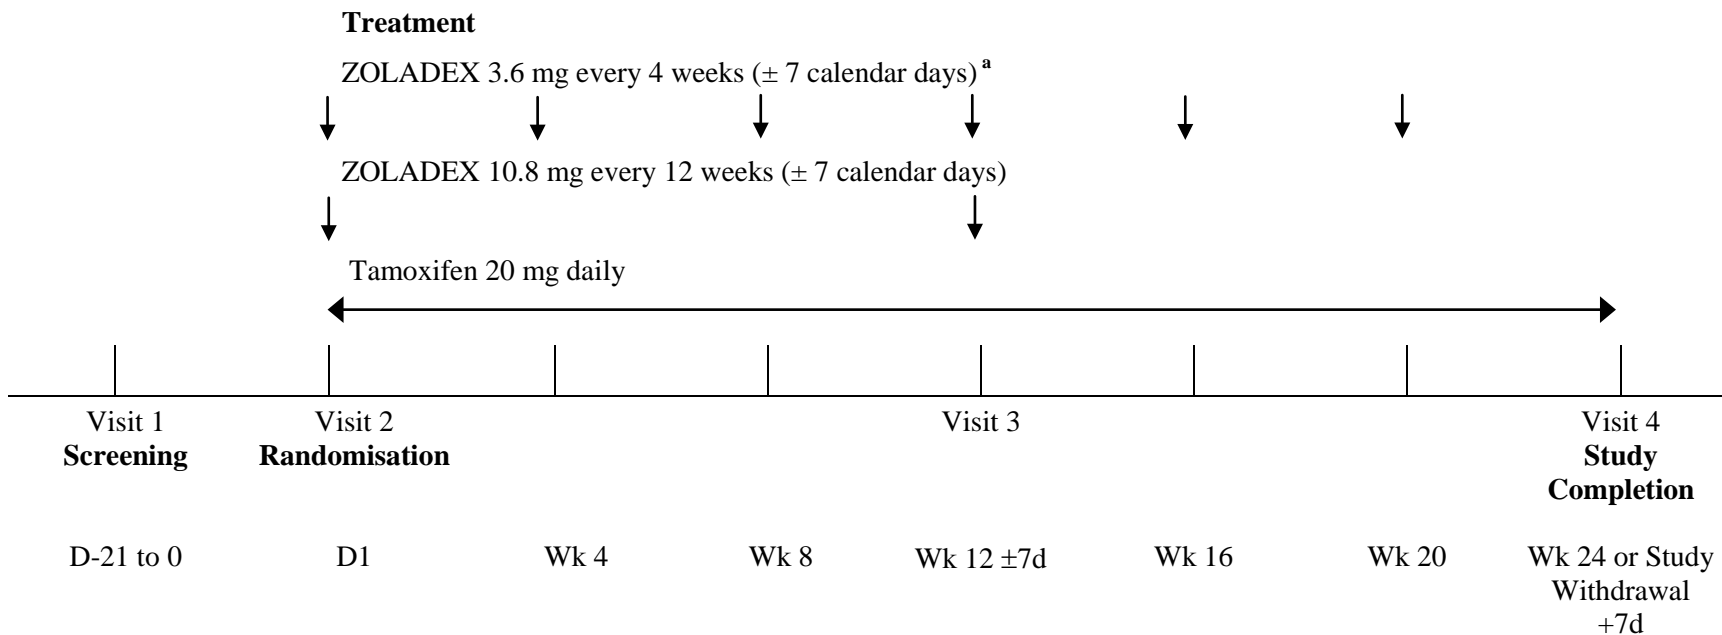 Treatment
ZOLADEX 3.6 mg every 4 weeks (± 7 calendar days) a
ZOLADEX 10.8 mg every 12 weeks (± 7 calendar days)
Tamoxifen 20 mg daily
Visit 1
Screening
Visit 2
Randomisation
Visit 3
Visit 4
Study
Completion
D-21 to 0
D1
Wk 4
Wk 8
Wk 12 ±7d
Wk 16
Wk 20
Wk 24 or Study
Withdrawal
+7d